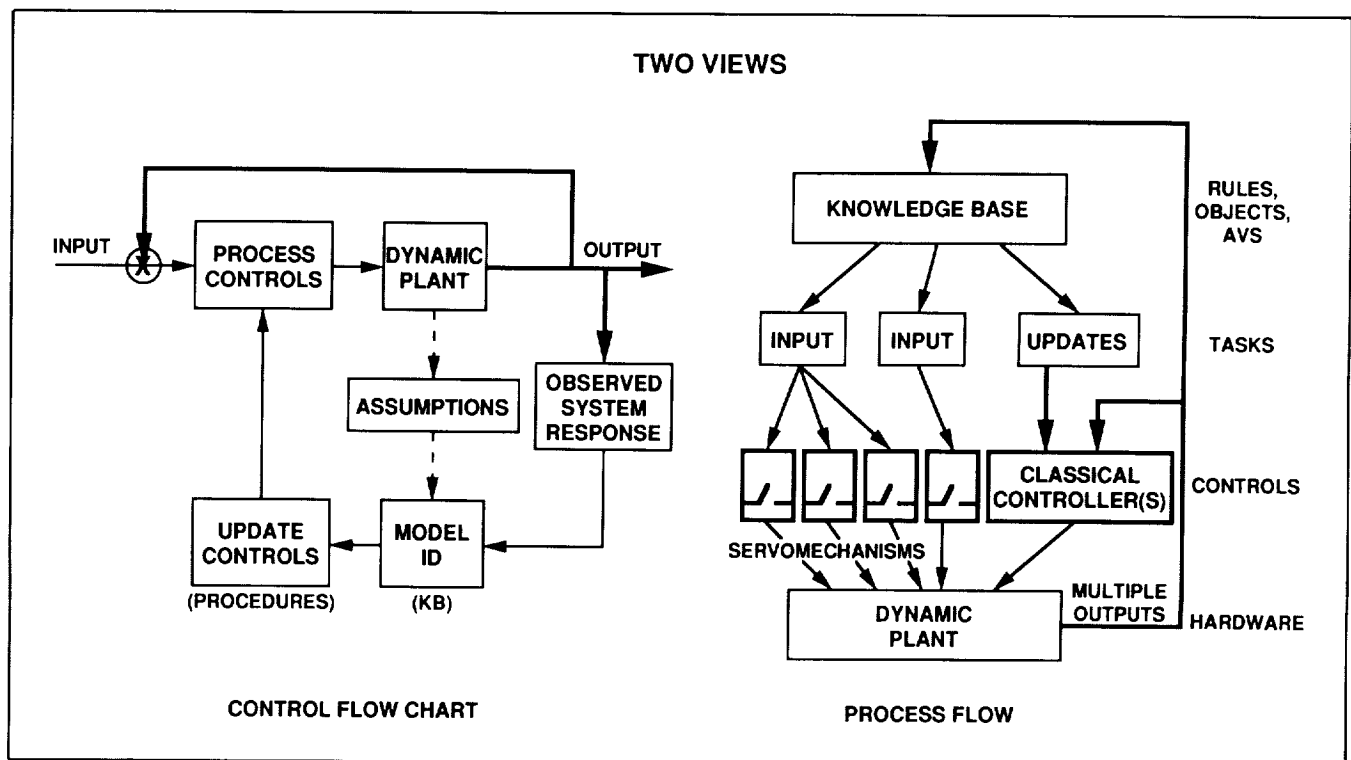 TWO VIEWS
INPUT
X
PROCESS
CONTROLS
DYNAMIC
PLANT
OUTPUT
ASSUMPTIONS
OBSERVED
SYSTEM
RESPONSE
UPDATE
CONTROLS
(PROCEDURES)
MODEL
ID
(KB)
CONTROL FLOW CHART
KNOWLEDGE BASE
RULES,
OBJECTS,
AVS
INPUT
INPUT
UPDATES
TASKS
CLASSICAL
CONTROLLER(S)
CONTROLS
SERVOMECHANISMS
DYNAMIC
PLANT
MULTIPLE
OUTPUTS
HARDWARE
PROCESS FLOW